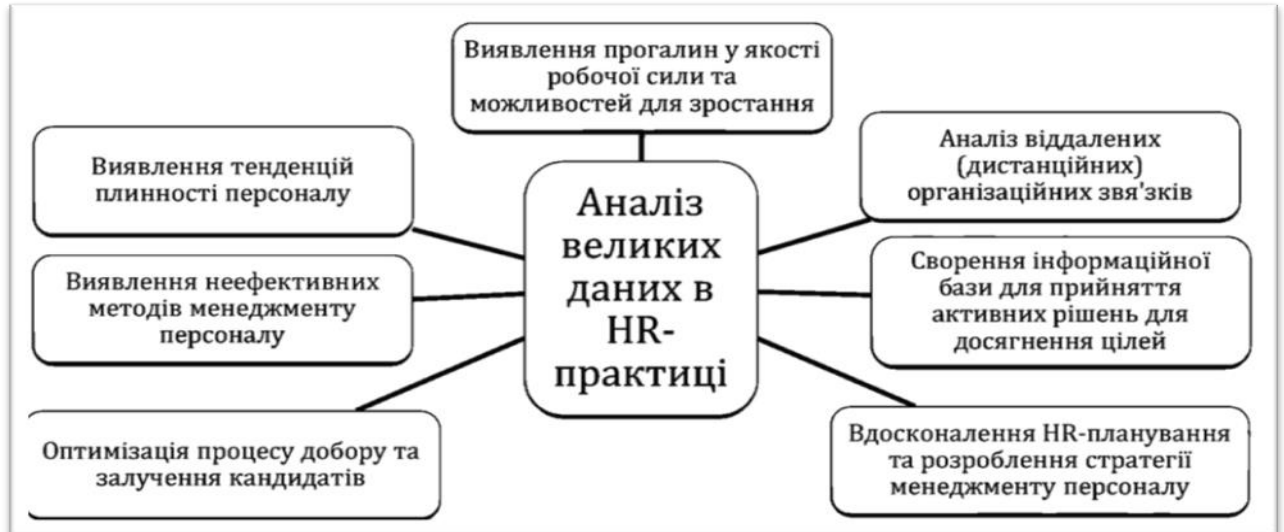 Виявлення прогалин у якості
робочої сили та
можливостей для зростання
Виявлення тенденцій
плинності персоналу
Аналіз віддалених
(дистанційних)
організаційних звя'зків
Аналіз
великих
даних в
HR-
практиці
Виявлення неефективних
методів менеджменту
персоналу
Сворення інформаційної
бази для прийняття
активних рішень для
досягнення цілей
Оптимізація процесу добору та
залучення кандидатів
Вдосконалення HR-планування
та розроблення стратегії
менеджменту персоналу